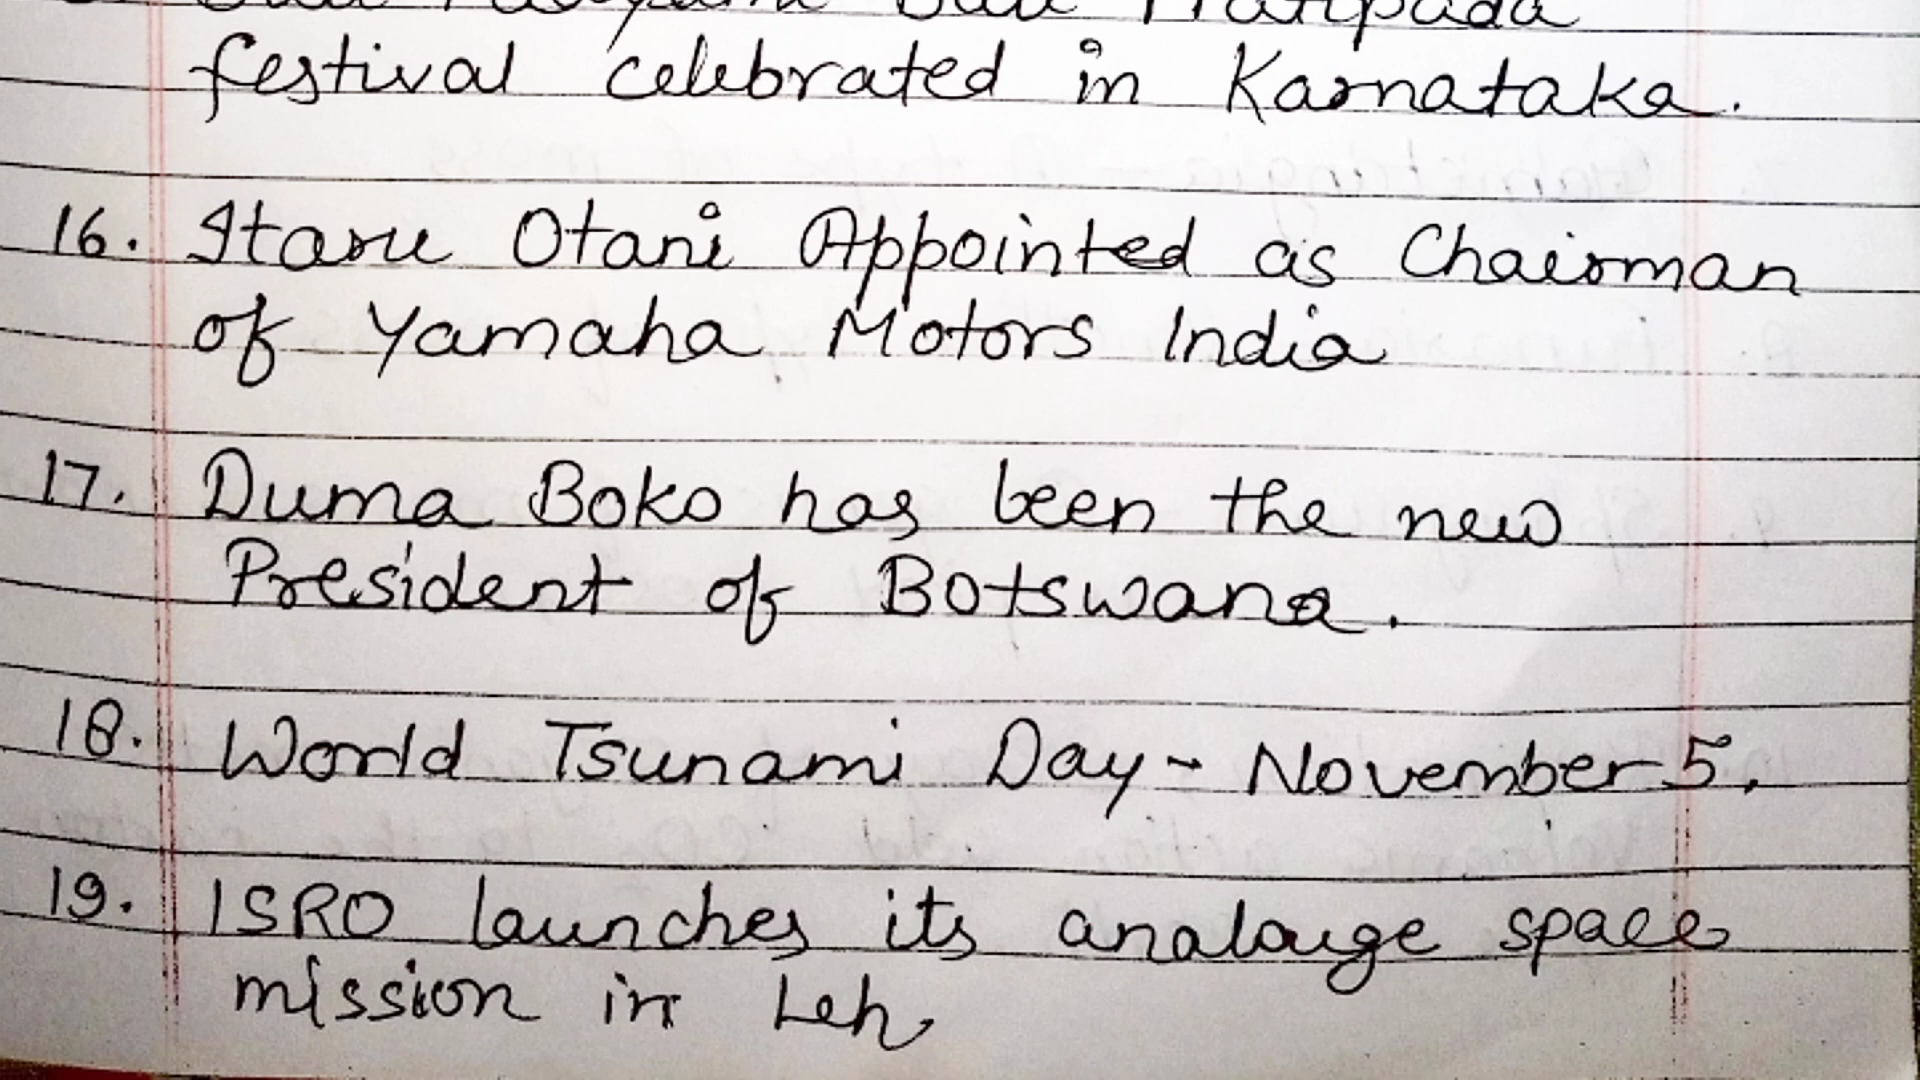 festival celebrated in Karnataka.
16. Itaru Otani Appointed as Chairman
of Yamaha Motors India
17. Duma Boko has been the new
President of Botswana.
18. World Tsunami Day - November 5.
19. ISRO launches its analouge space
mission in Leh